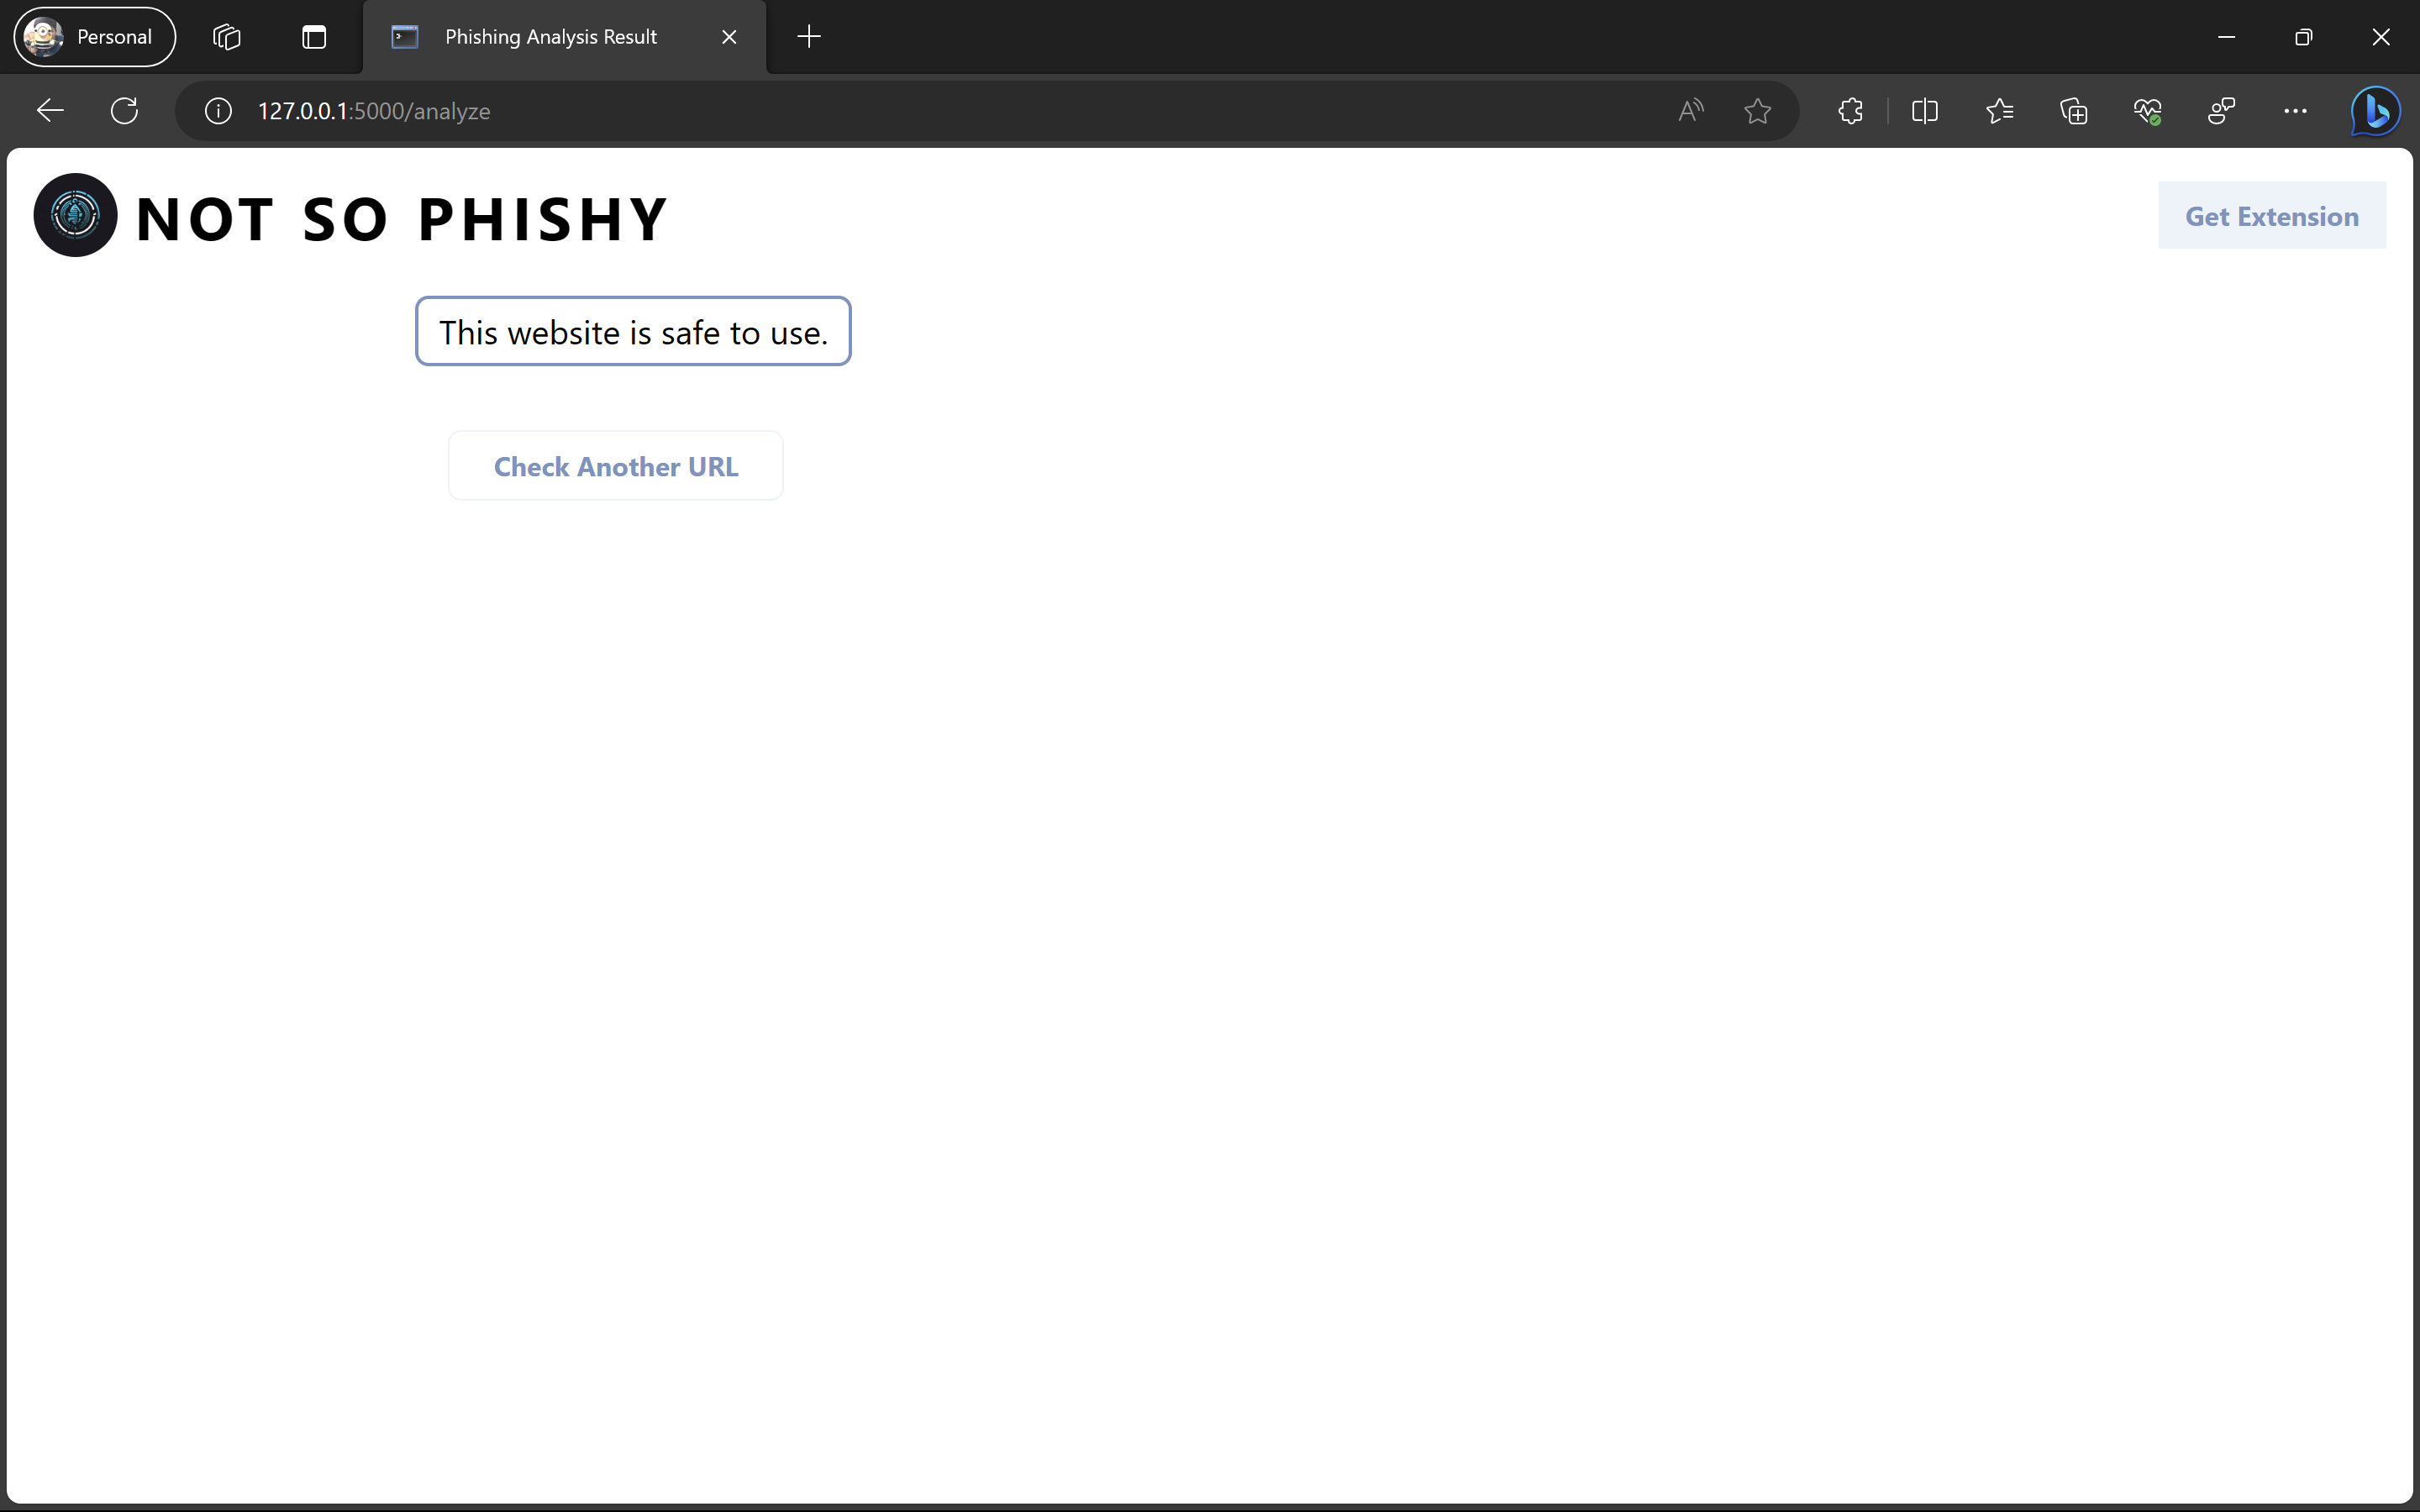 Personal
Phishing Analysis Result
127.0.0.1:5000/analyze
NOT SO PHISHY
Get Extension
This website is safe to use.
Check Another URL